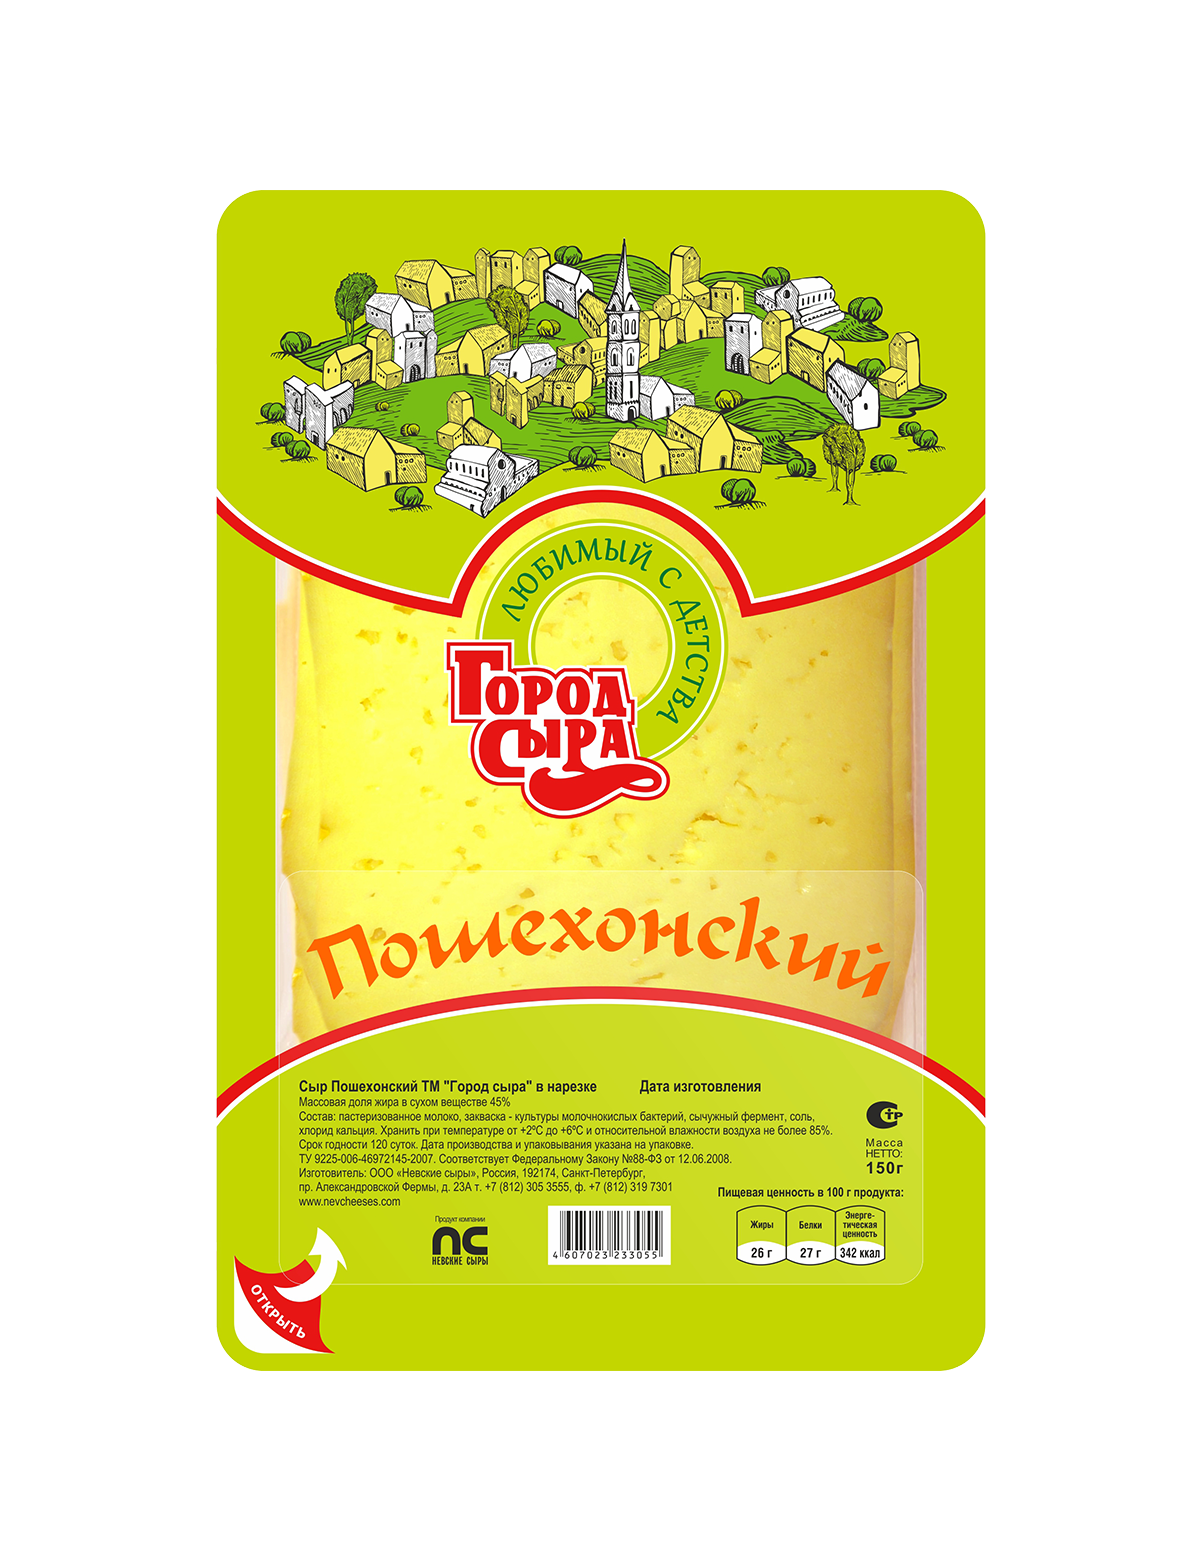 ЛЮБИМЫЙ С ДЕТСТВА
ГОРОД
СЫРА
Пошехонский
Сыр Пошехонский ТМ "Город сыра" в нарезке
Дата изготовления
Массовая доля жира в сухом веществе 45%
Состав: пастеризованное молоко, закваска - культуры молочнокислых бактерий, сычужный фермент, соль,
хлорид кальция. Хранить при температуре от +2ºС до +6ºС и относительной влажности воздуха не более 85%.
Срок годности 120 суток. Дата производства и упаковывания указана на упаковке.
ТУ 9225-006-46972145-2007. Соответствует Федеральному Закону №88-ФЗ от 12.06.2008.
Изготовитель: ООО «Невские сыры», Россия, 192174, Санкт-Петербург,
пр. Александровской Фермы, д. 23А т. +7 (812) 305 3555, ф. +7 (812) 319 7301
www.nevcheeses.com
СТР
Масса
НЕТТО:
150г
Пищевая ценность в 100 г продукта:
Жиры
26 г
Белки
27 г
Энерге-
тическая
ценность
342 ккал
Продукт компании
ПС
НЕВСКИЕ СЫРЫ
4 607023 233055
ОТКРЫТЬ